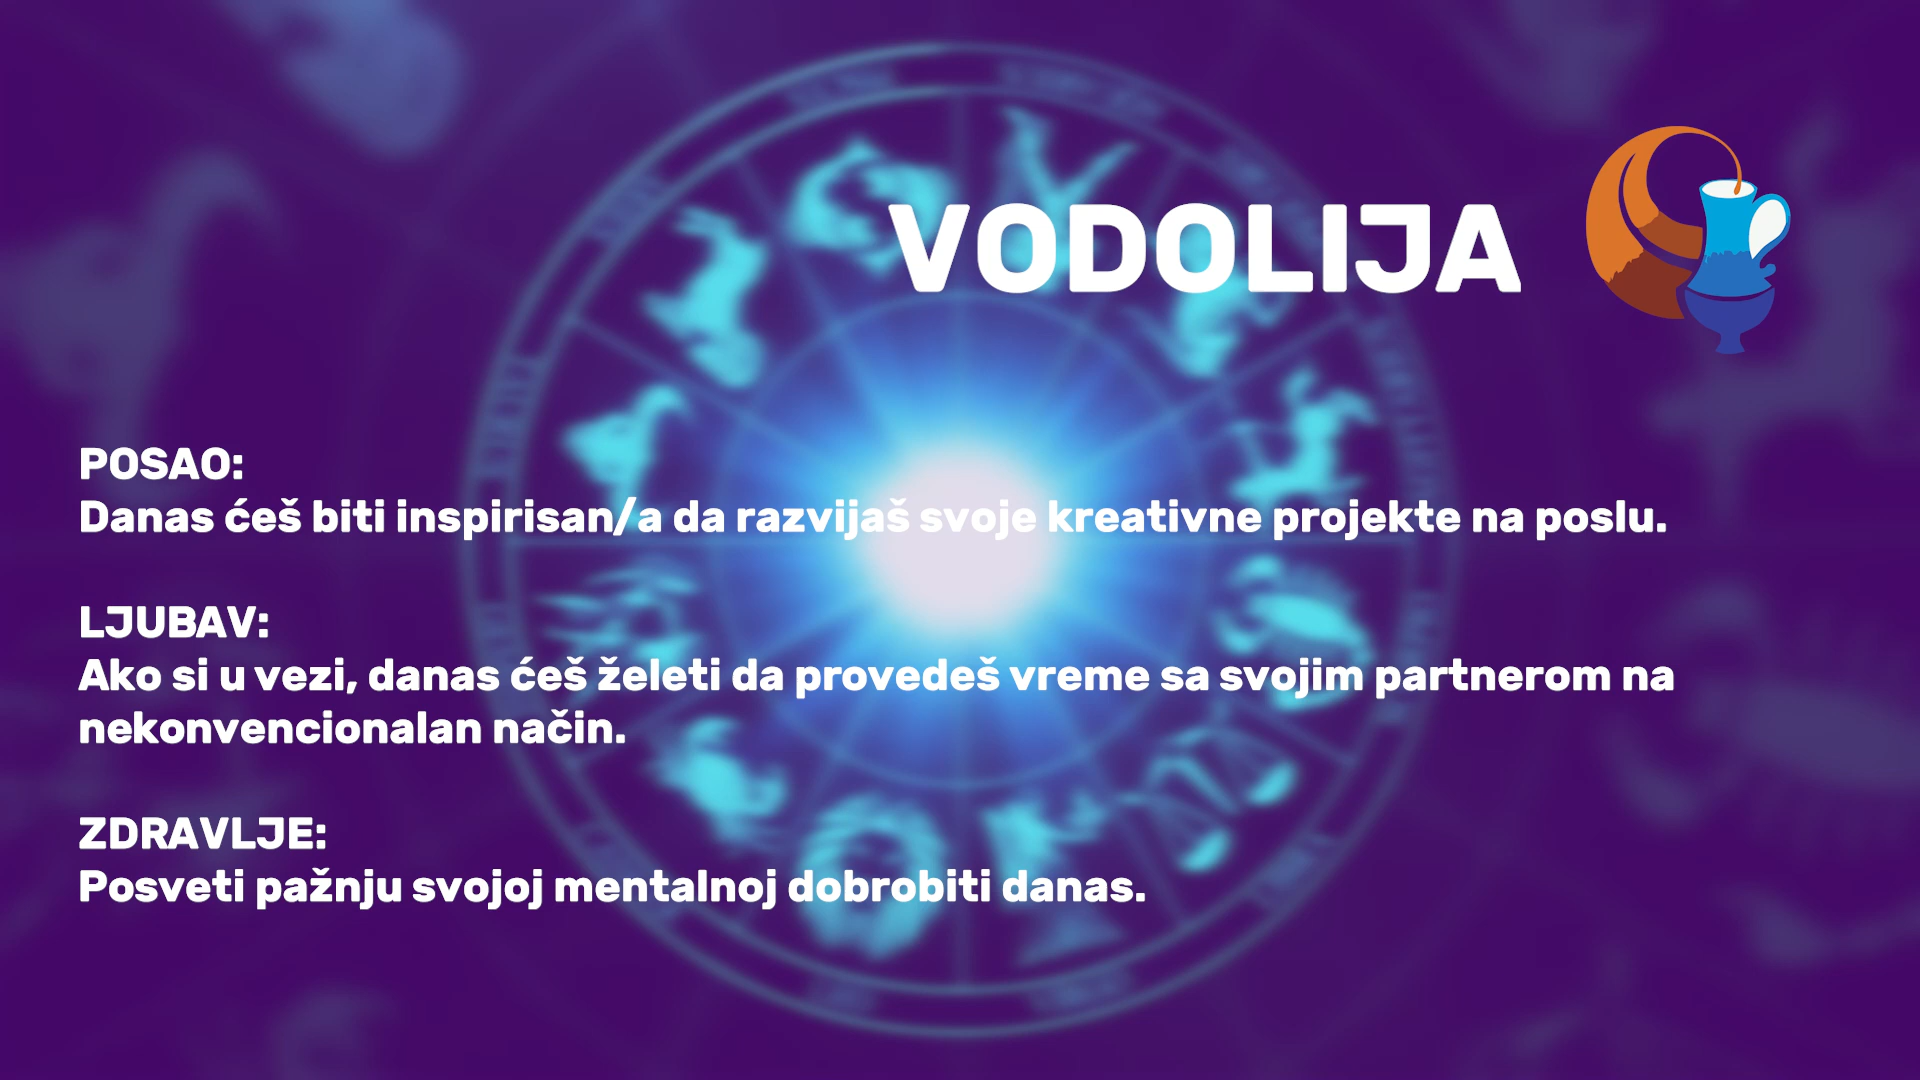 VODOLIJA
POSAO:
Danas ćeš biti inspirisan/a da razvijaš svoje kreativne projekte na poslu.
LJUBAV:
Ako si u vezi, danas ćeš želeti da provedeš vreme sa svojim partnerom na
nekonvencionalan način.
ZDRAVLJE:
Posveti pažnju svojoj mentalnoj dobrobiti danas.